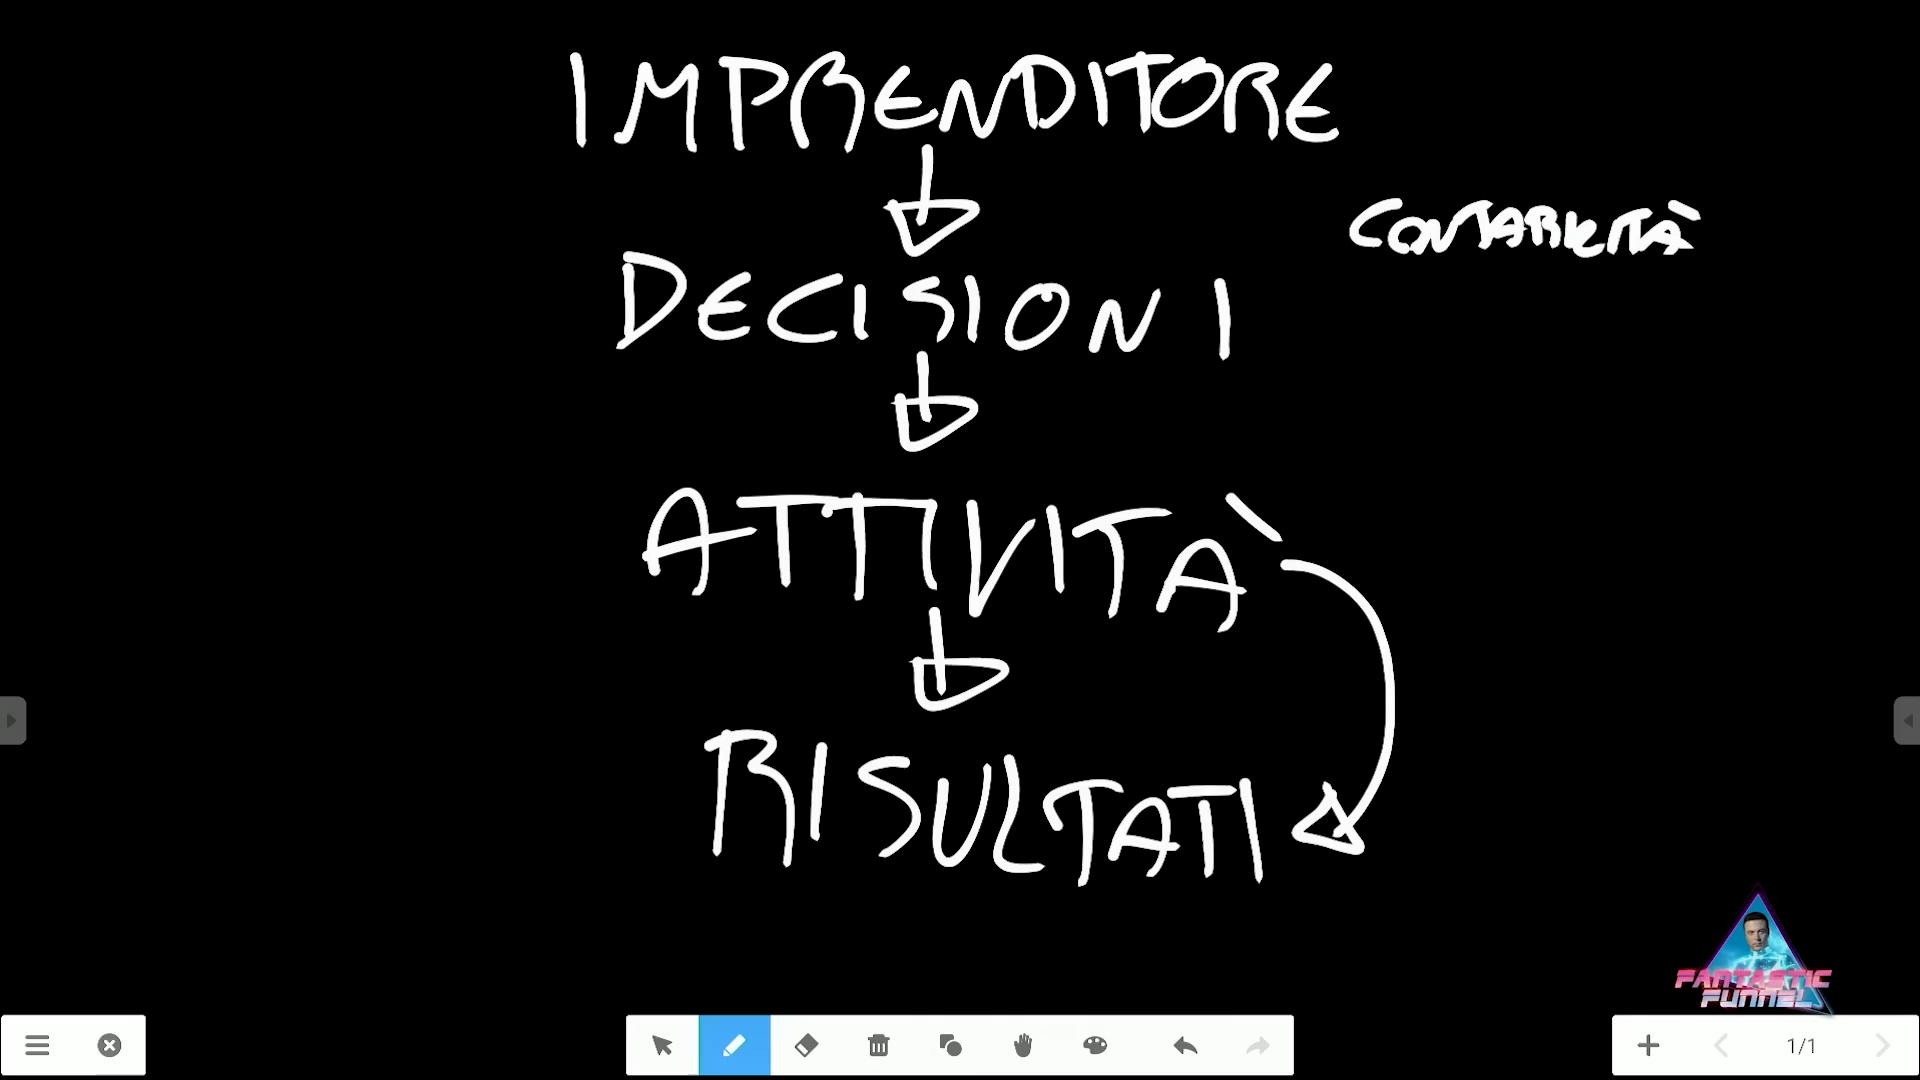 IMPRENDITORE
CONTABILITÀ
DECISIONI
ATTIVITÀ
RISULTATI
FANTASTIC
FUNNEL
1/1